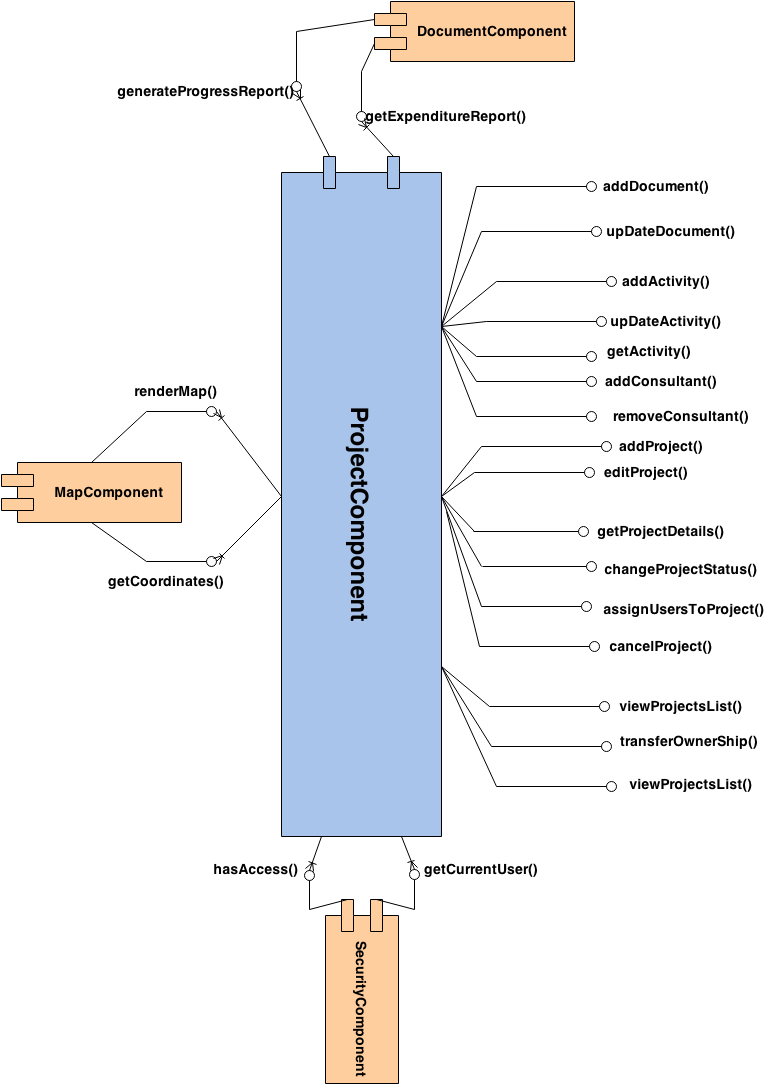 DocumentComponent
generateProgressReport()
getExpenditureReport()
addDocument()
upDateDocument()
addActivity()
upDateActivity()
getActivity()
addConsultant()
removeConsultant()
addProject()
editProject()
getProjectDetails()
changeProjectStatus()
assignUsersToProject()
cancelProject()
viewProjectsList()
transferOwnerShip()
viewProjectsList()
renderMap()
MapComponent
getCoordinates()
ProjectComponent
hasAccess()
getCurrentUser()
SecurityComponent